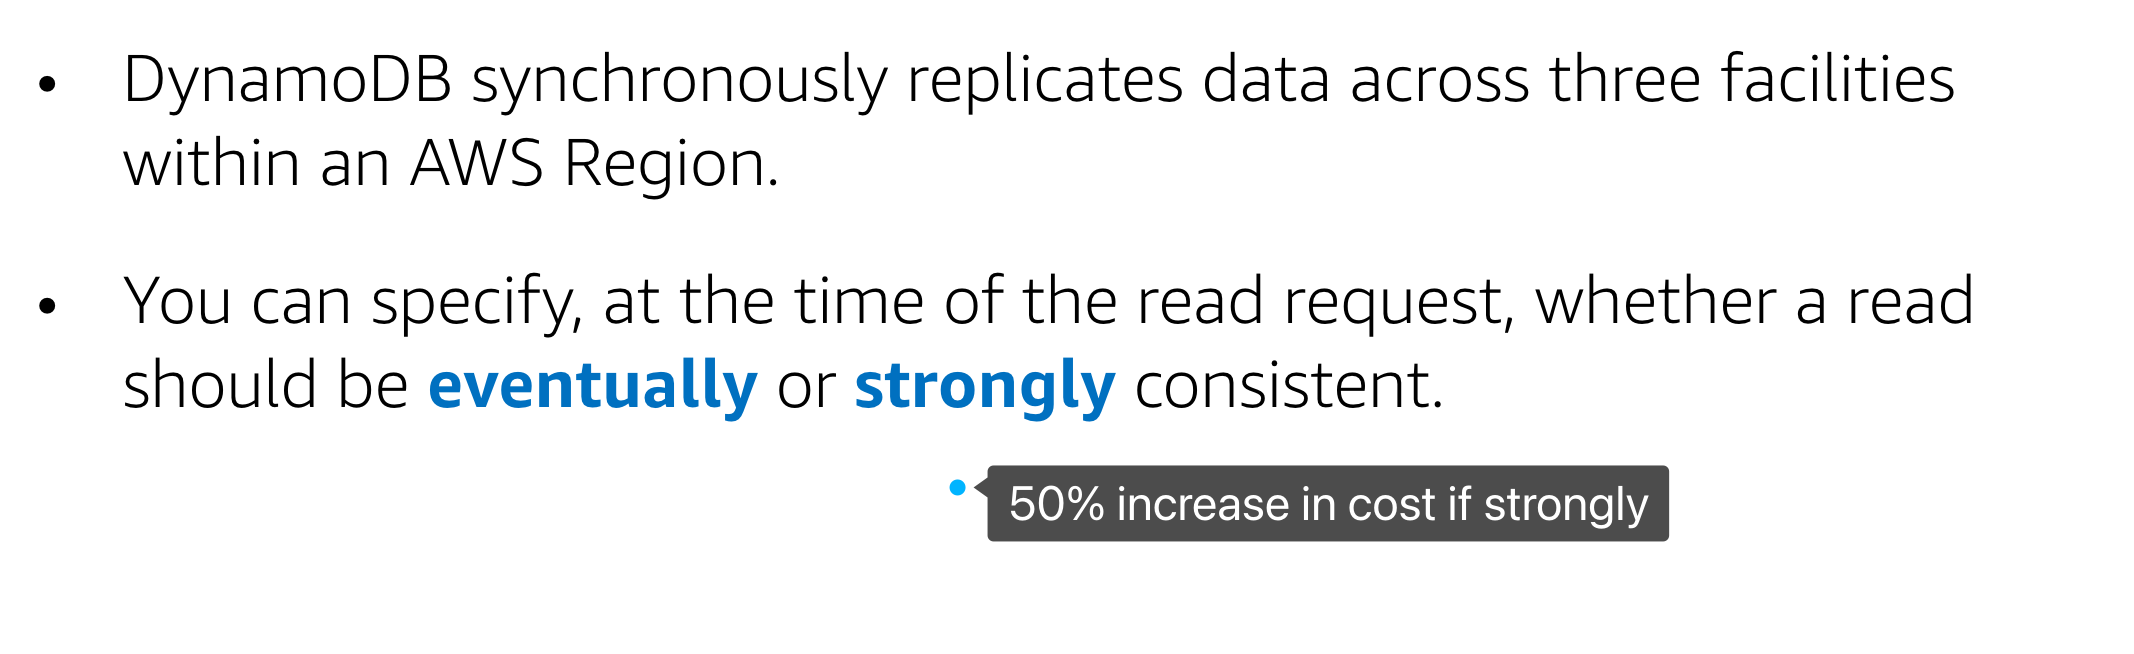 • DynamoDB synchronously replicates data across three facilities
within an AWS Region.
• You can specify, at the time of the read request, whether a read
should be eventually or strongly consistent.
50% increase in cost if strongly